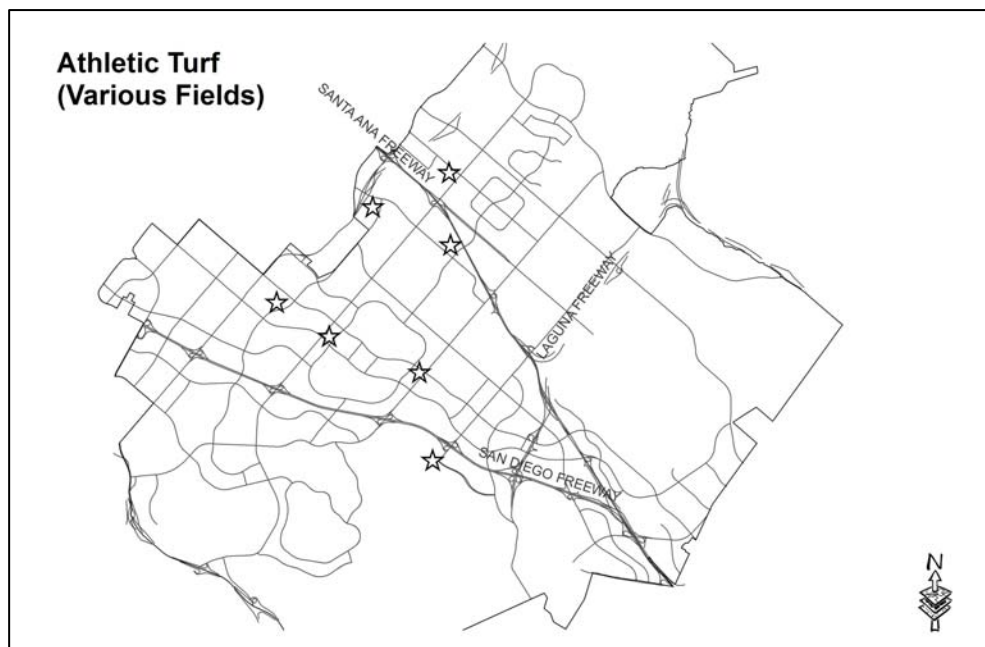 Athletic Turf
(Various Fields)
SANTA ANA FREEWAY
LAGUNA FREEWAY
SAN DIEGO FREEWAY
N